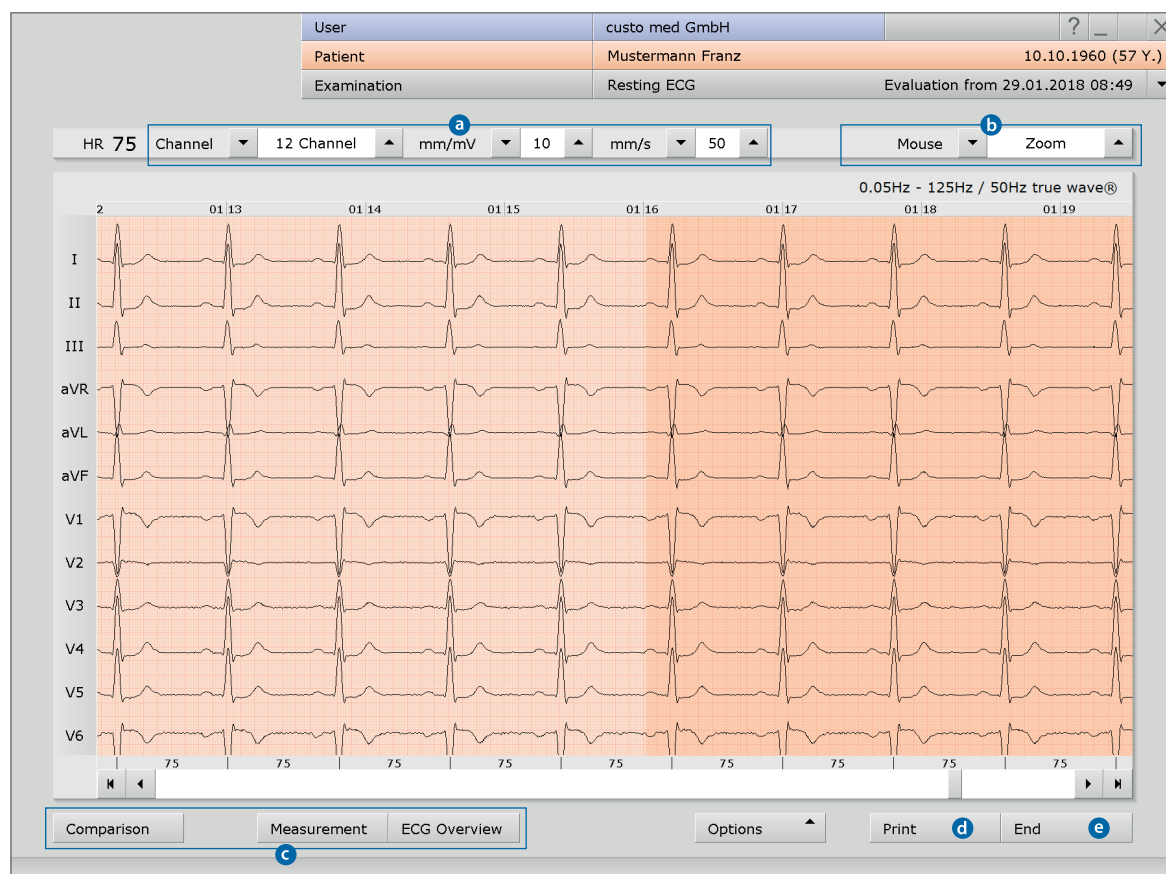 User custo med GmbH ? _ X
Patient Mustermann Franz 10.10.1960 (57 Y.)
Examination Resting ECG Evaluation from 29.01.2018 08:49
a b
HR 75 Channel 12 Channel mm/mV 10 mm/s 50 Mouse Zoom
0.05Hz - 125Hz / 50Hz true wave®
2 01|13 01|14 01|15 01|16 01|17 01|18 01|19
I
II
III
aVR
aVL
aVF
V1
V2
V3
V4
V5
V6
75 75 75 75 75 75 75 75 75
Comparison Measurement ECG Overview Options Print d End e
c